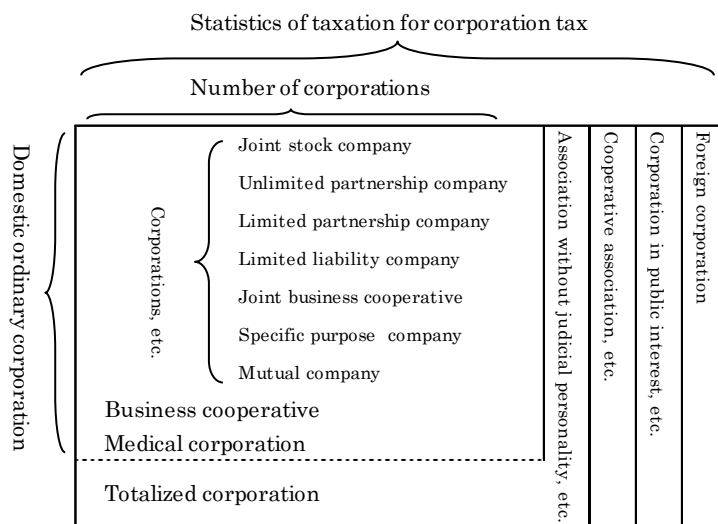 Statistics of taxation for corporation tax
Number of corporations
Domestic ordinary corporation
Corporations, etc.
Joint stock company
Unlimited partnership company
Limited partnership company
Limited liability company
Joint business cooperative
Specific purpose company
Mutual company
Business cooperative
Medical corporation
Totalized corporation
Association without judicial personality, etc.
Cooperative association, etc.
Corporation in public interest, etc.
Foreign corporation